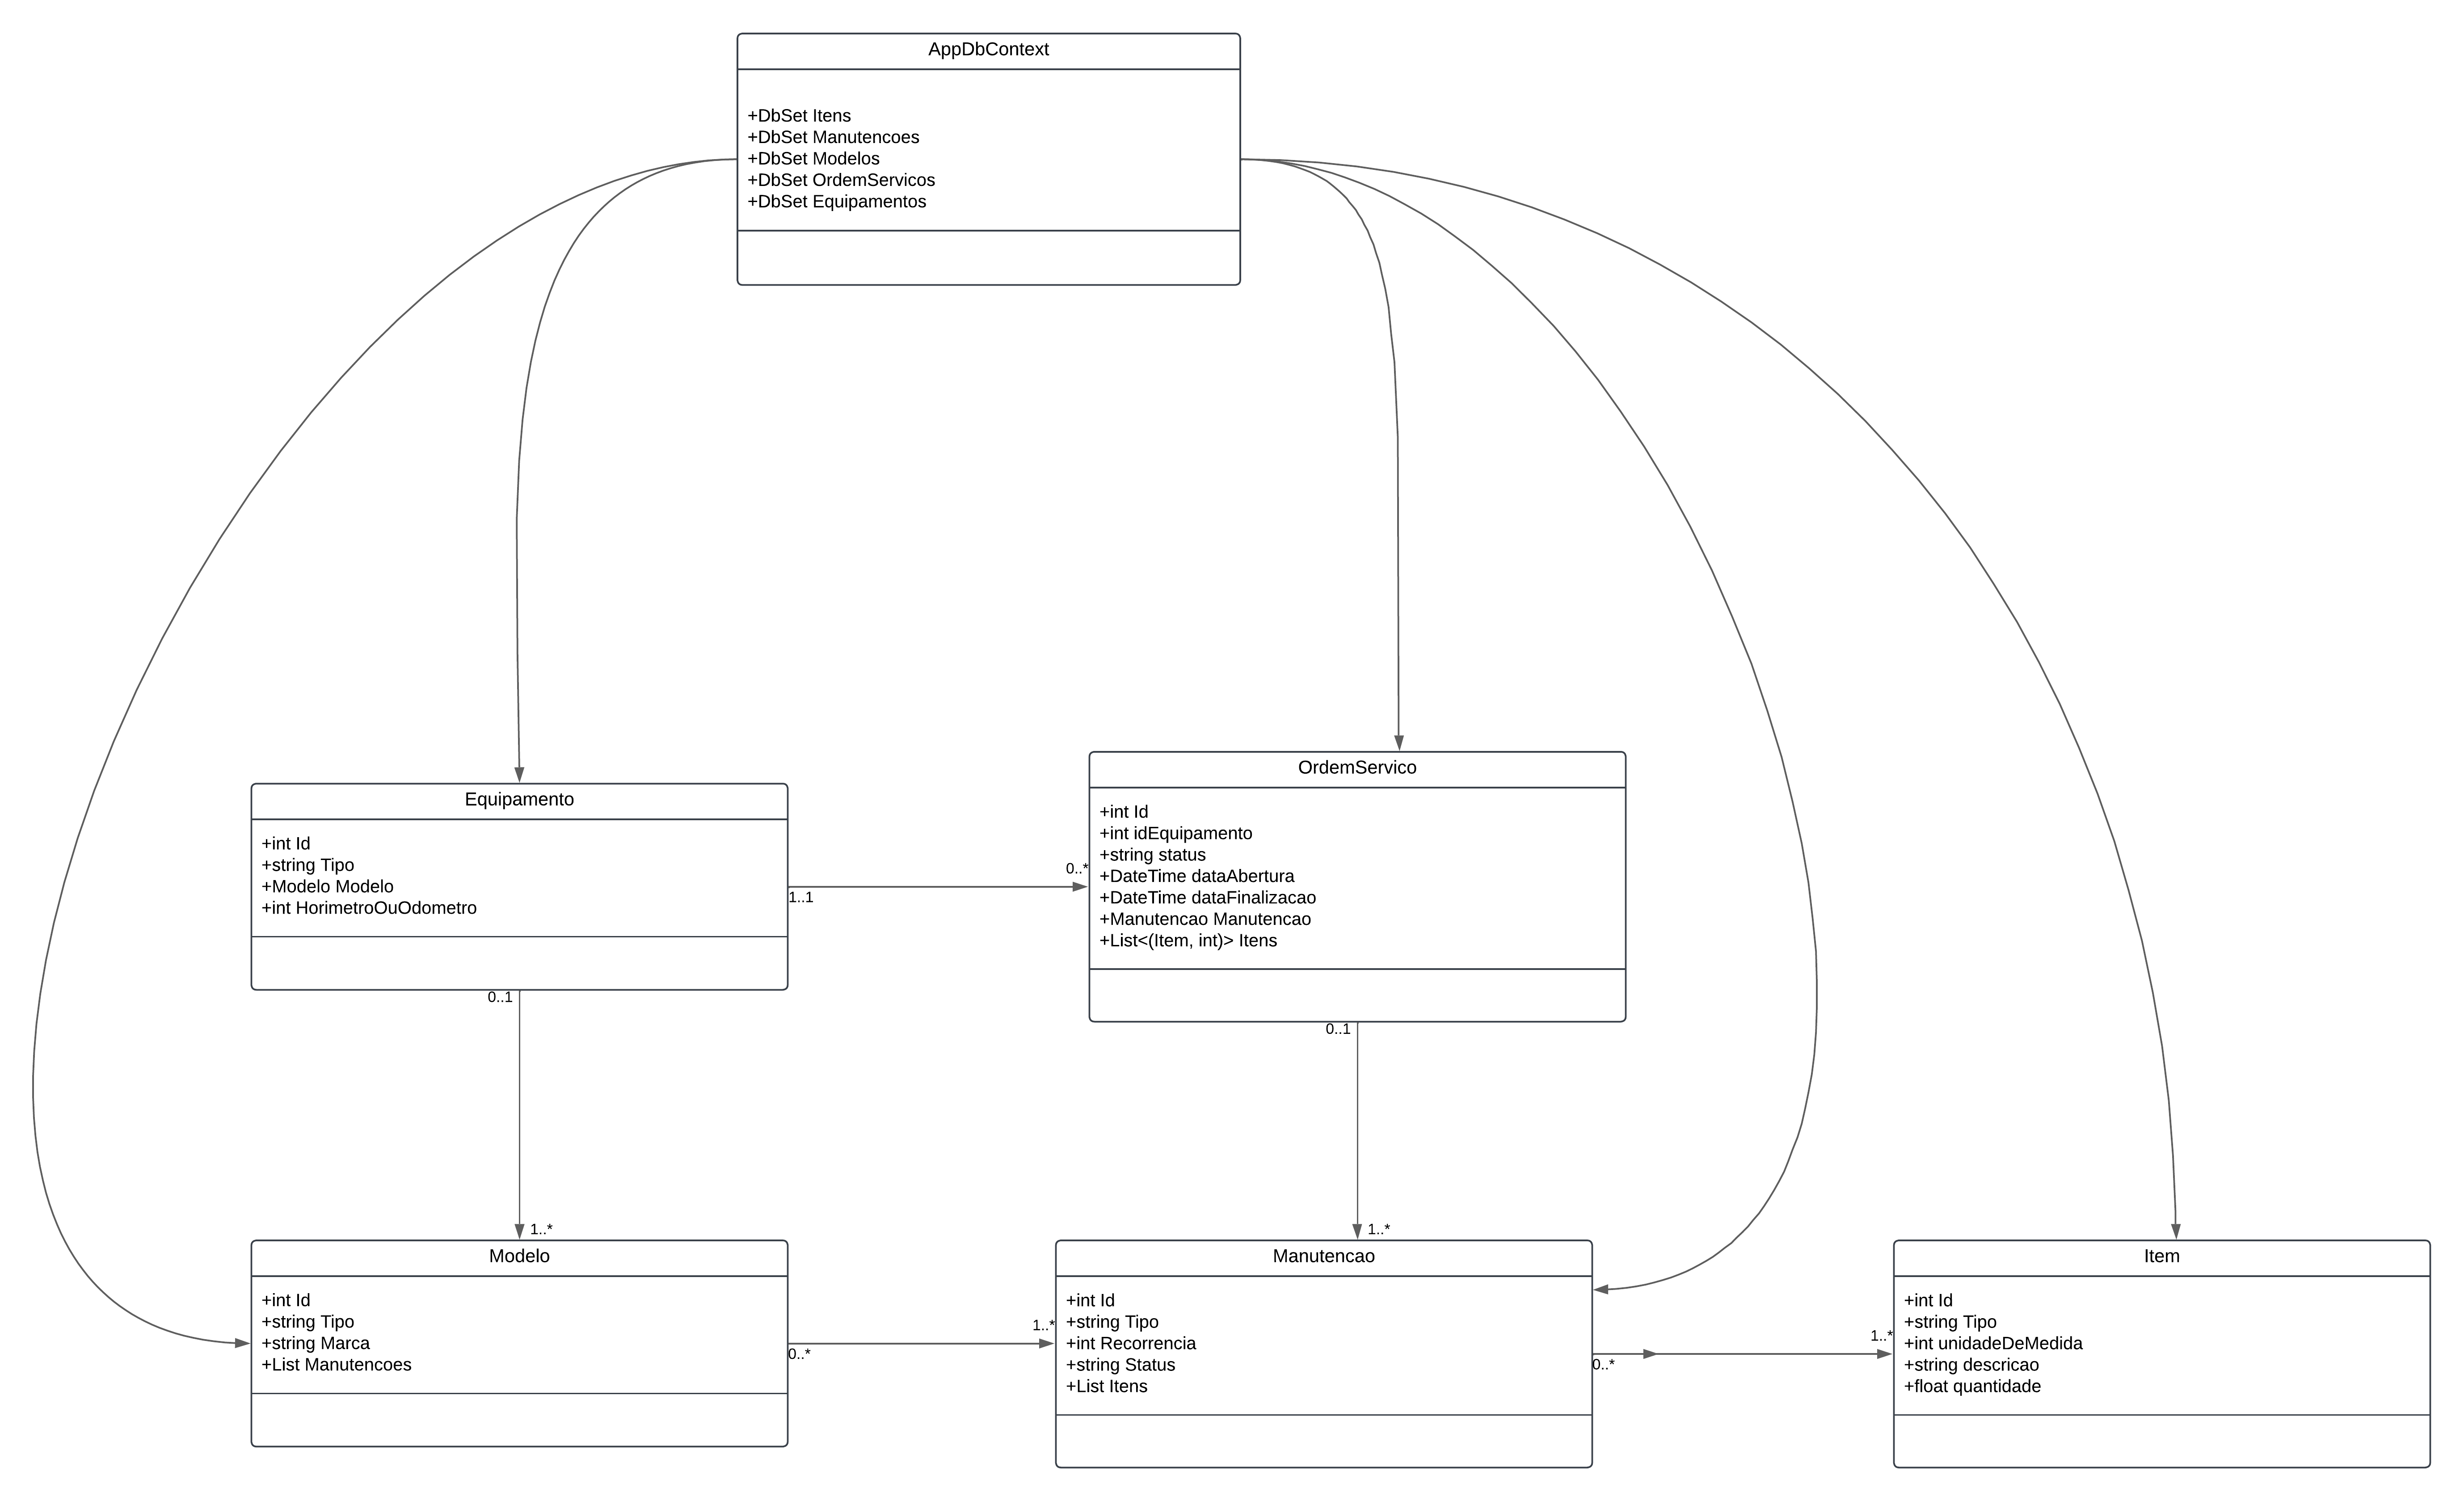 AppDbContext
+DbSet Itens
+DbSet Manutencoes
+DbSet Modelos
+DbSet OrdemServicos
+DbSet Equipamentos
Equipamento
+int Id
+string Tipo
+Modelo Modelo
+int HorimetroOuOdometro
1..1
0..*
OrdemServico
+int Id
+int idEquipamento
+string status
+DateTime dataAbertura
+DateTime dataFinalizacao
+Manutencao Manutencao
+List<(Item, int)> Itens
0..1
1..*
0..1
1..*
Modelo
+int Id
+string Tipo
+string Marca
+List Manutencoes
0..*
1..*
Manutencao
+int Id
+string Tipo
+int Recorrencia
+string Status
+List Itens
0..*
1..*
Item
+int Id
+string Tipo
+int unidadeDeMedida
+string descricao
+float quantidade